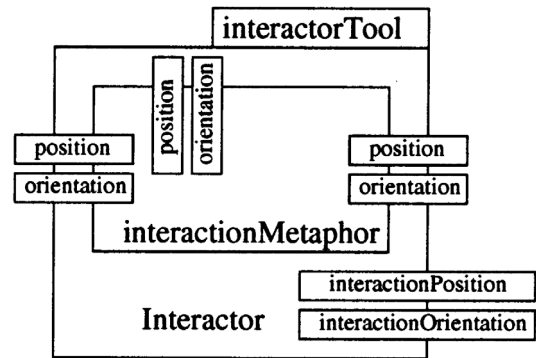 interactorTool
position
orientation
position
orientation
position
orientation
interactionMetaphor
interactionPosition
Interactor
interactionOrientation